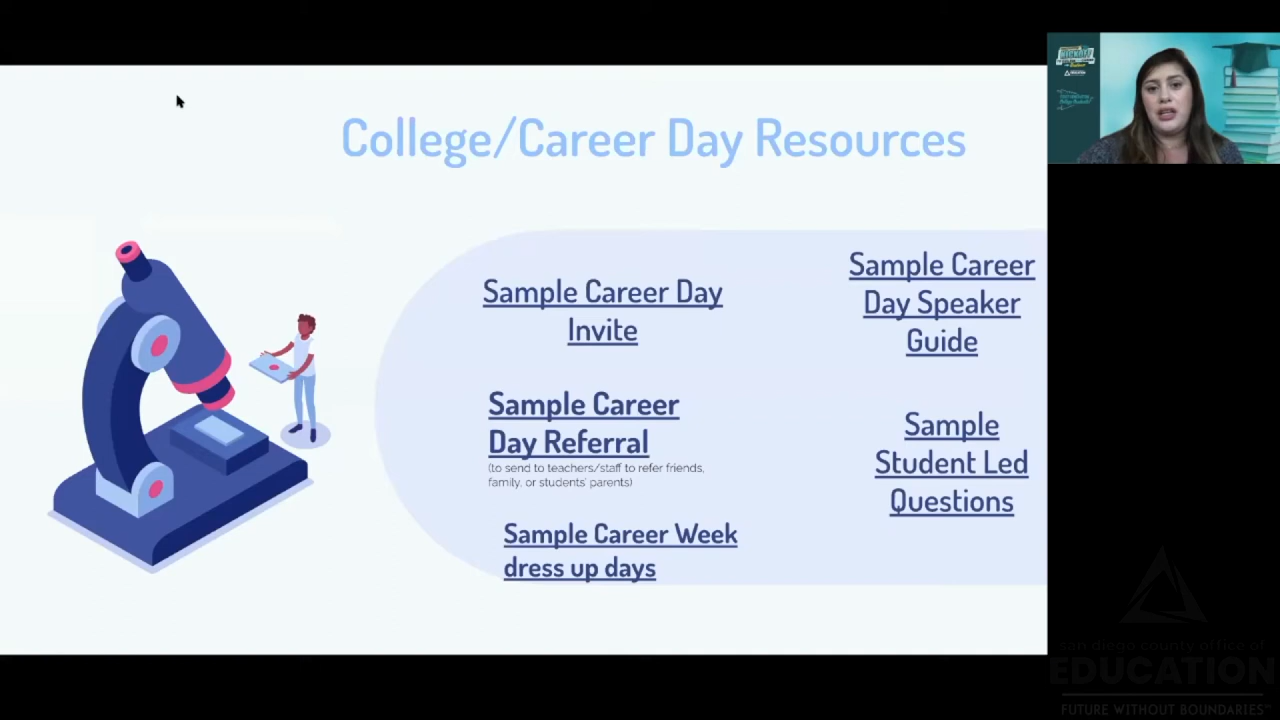 College/Career Day Resources
Sample Career Day
Invite
Sample Career
Day Referral
(to send to teachers/staff to refer friends,
family, or students' parents)
Sample Career Week
dress up days
Sample Career
Day Speaker
Guide
Sample
Student Led
Questions
san diego county office of
EDUCATION
FUTURE WITHOUT BOUNDARIES™